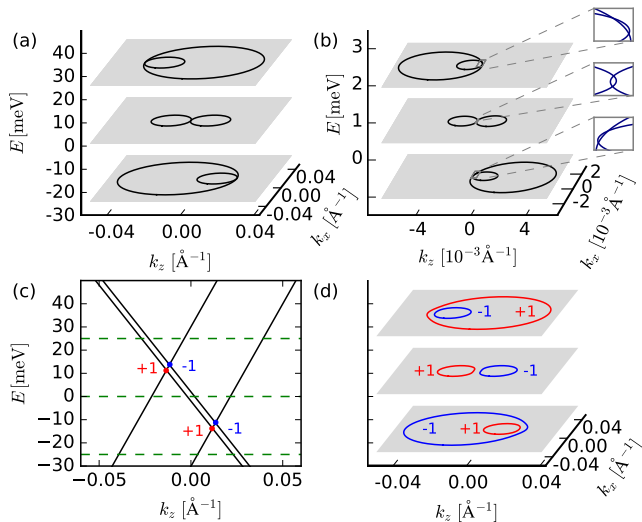 (a)
E [meV]
40
30
20
10
0
-10
-20
-30
-0.04 0.00 0.04
k_z [Å⁻¹]
0.04
0.00
-0.04
k_x [Å⁻¹]
(b)
E [meV]
3
2
1
0
-4 0 4
k_z [10⁻³Å⁻¹]
2
0
-2
k_x [10⁻³Å⁻¹]
(c)
E [meV]
40
30
20
10
0
−10
−20
−30
+1 -1
+1 -1
−0.05 0.00 0.05
k_z [Å⁻¹]
(d)
-1 +1
+1 -1
-1 +1
-0.04 0.00 0.04
k_z [Å⁻¹]
0.04
0.00
-0.04
k_x [Å⁻¹]